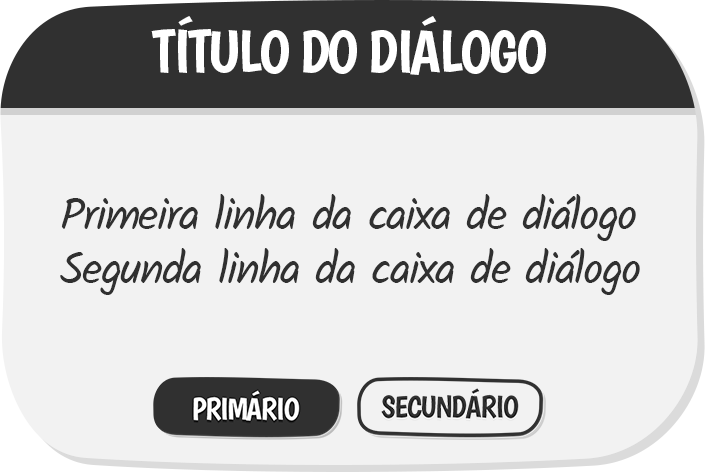 TÍTULO DO DIÁLOGO
Primeira linha da caixa de diálogo
Segunda linha da caixa de diálogo
PRIMÁRIO
SECUNDÁRIO